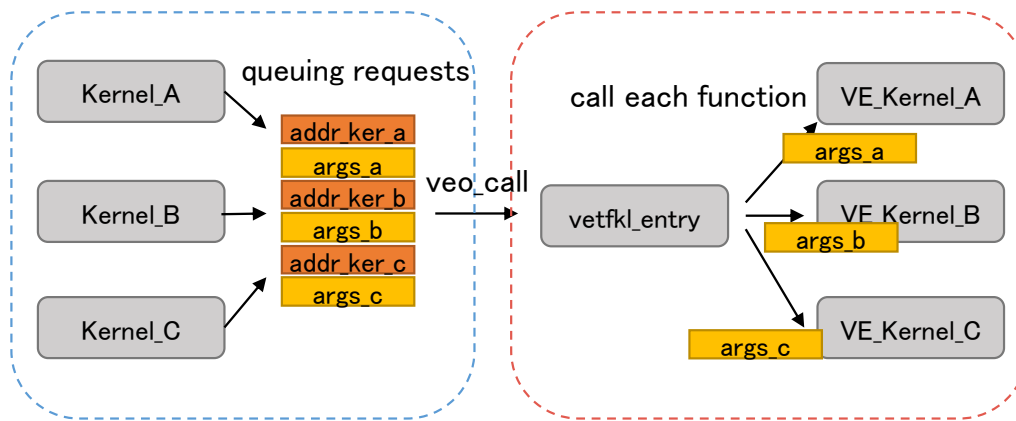 Kernel_A
Kernel_B
Kernel_C
queuing requests
addr_ker_a
args_a
addr_ker_b
args_b
addr_ker_c
args_c
veo_call
vetfkl_entry
call each function
VE_Kernel_A
args_a
VE_Kernel_B
args_b
VE_Kernel_C
args_c